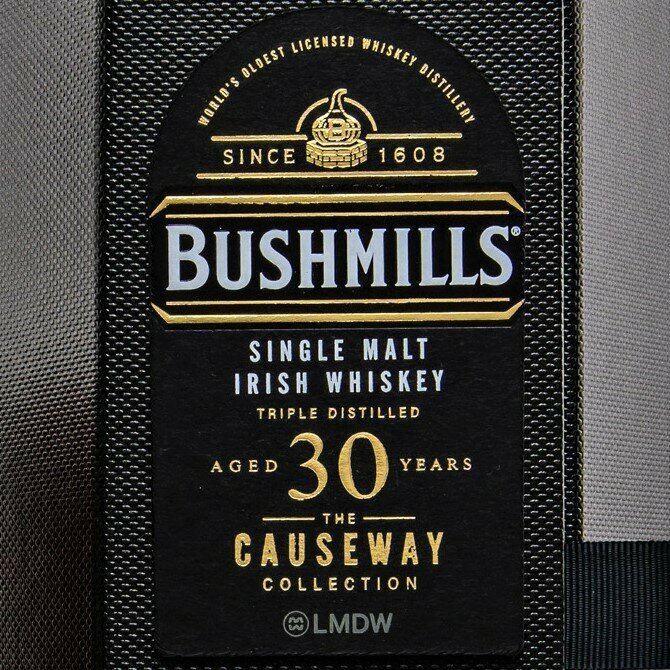 WORLD'S OLDEST LICENSED WHISKEY DISTILLERY
B
SINCE 1608
BUSHMILLS®
SINGLE MALT
IRISH WHISKEY
TRIPLE DISTILLED
AGED 30 YEARS
THE
CAUSEWAY
COLLECTION
LMDW